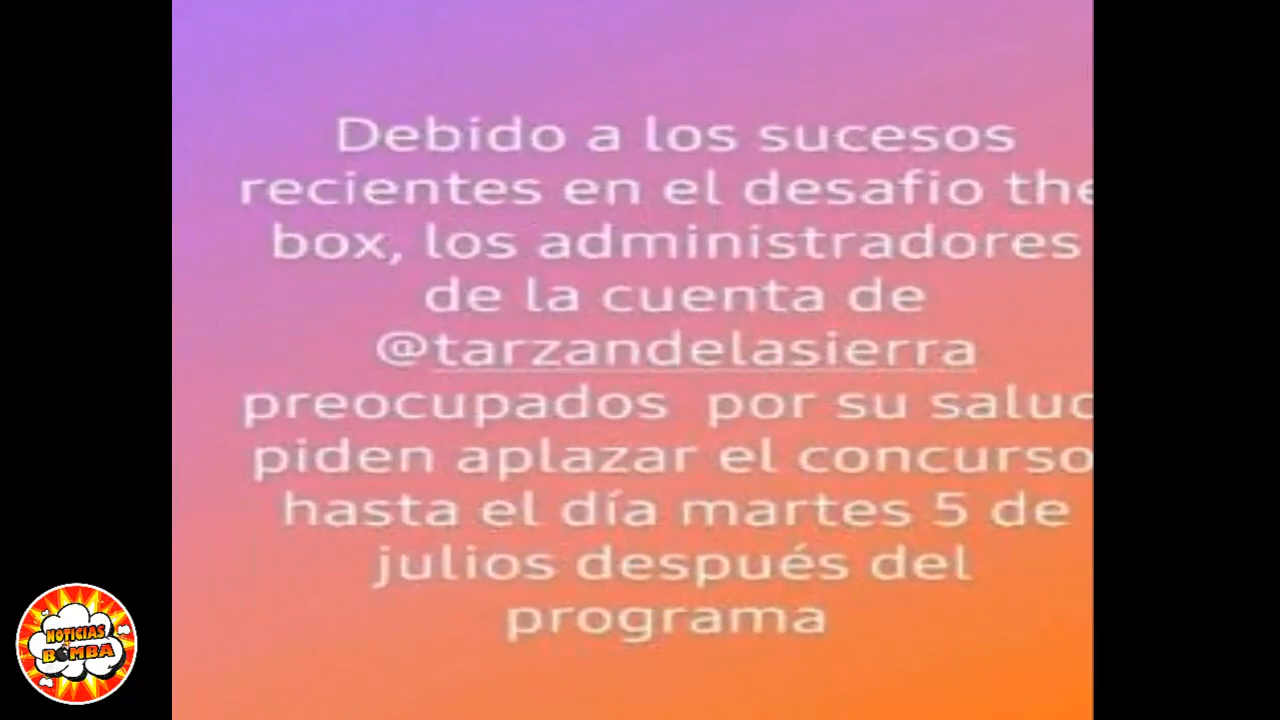 Debido a los sucesos
recientes en el desafio the
box, los administradores
de la cuenta de
@tarzandelasierra
preocupados por su salud
piden aplazar el concurso
hasta el día martes 5 de
julios después del
programa
NOTICIAS
BOMBA